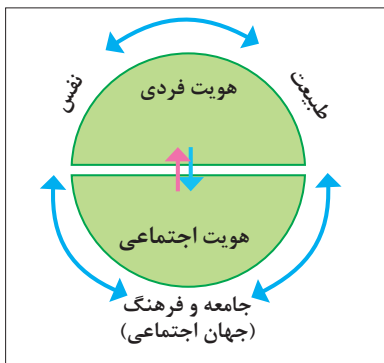 طبیعت
نفس
هویت فردی
هویت اجتماعی
جامعه و فرهنگ
(جهان اجتماعی)